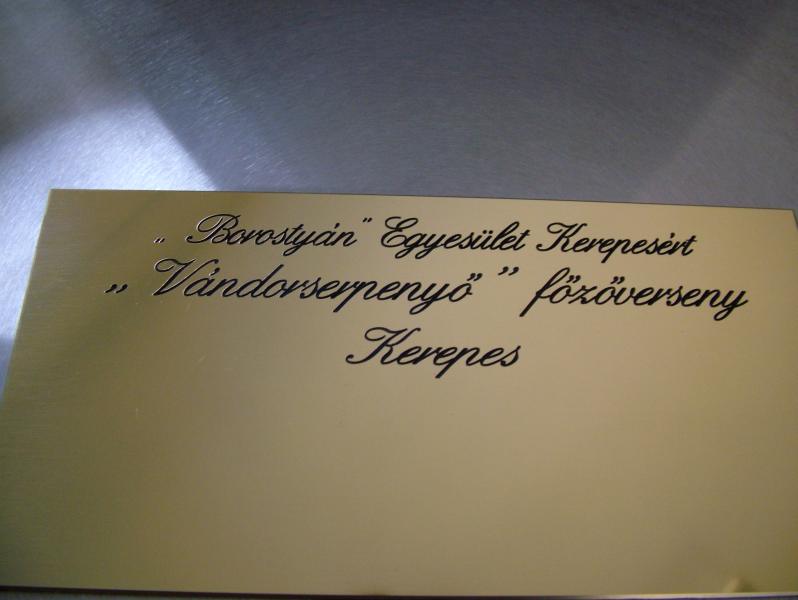 „Borostyán” Egyesület Kerepesért
„Vándorserpenyő” főzőverseny
Kerepes